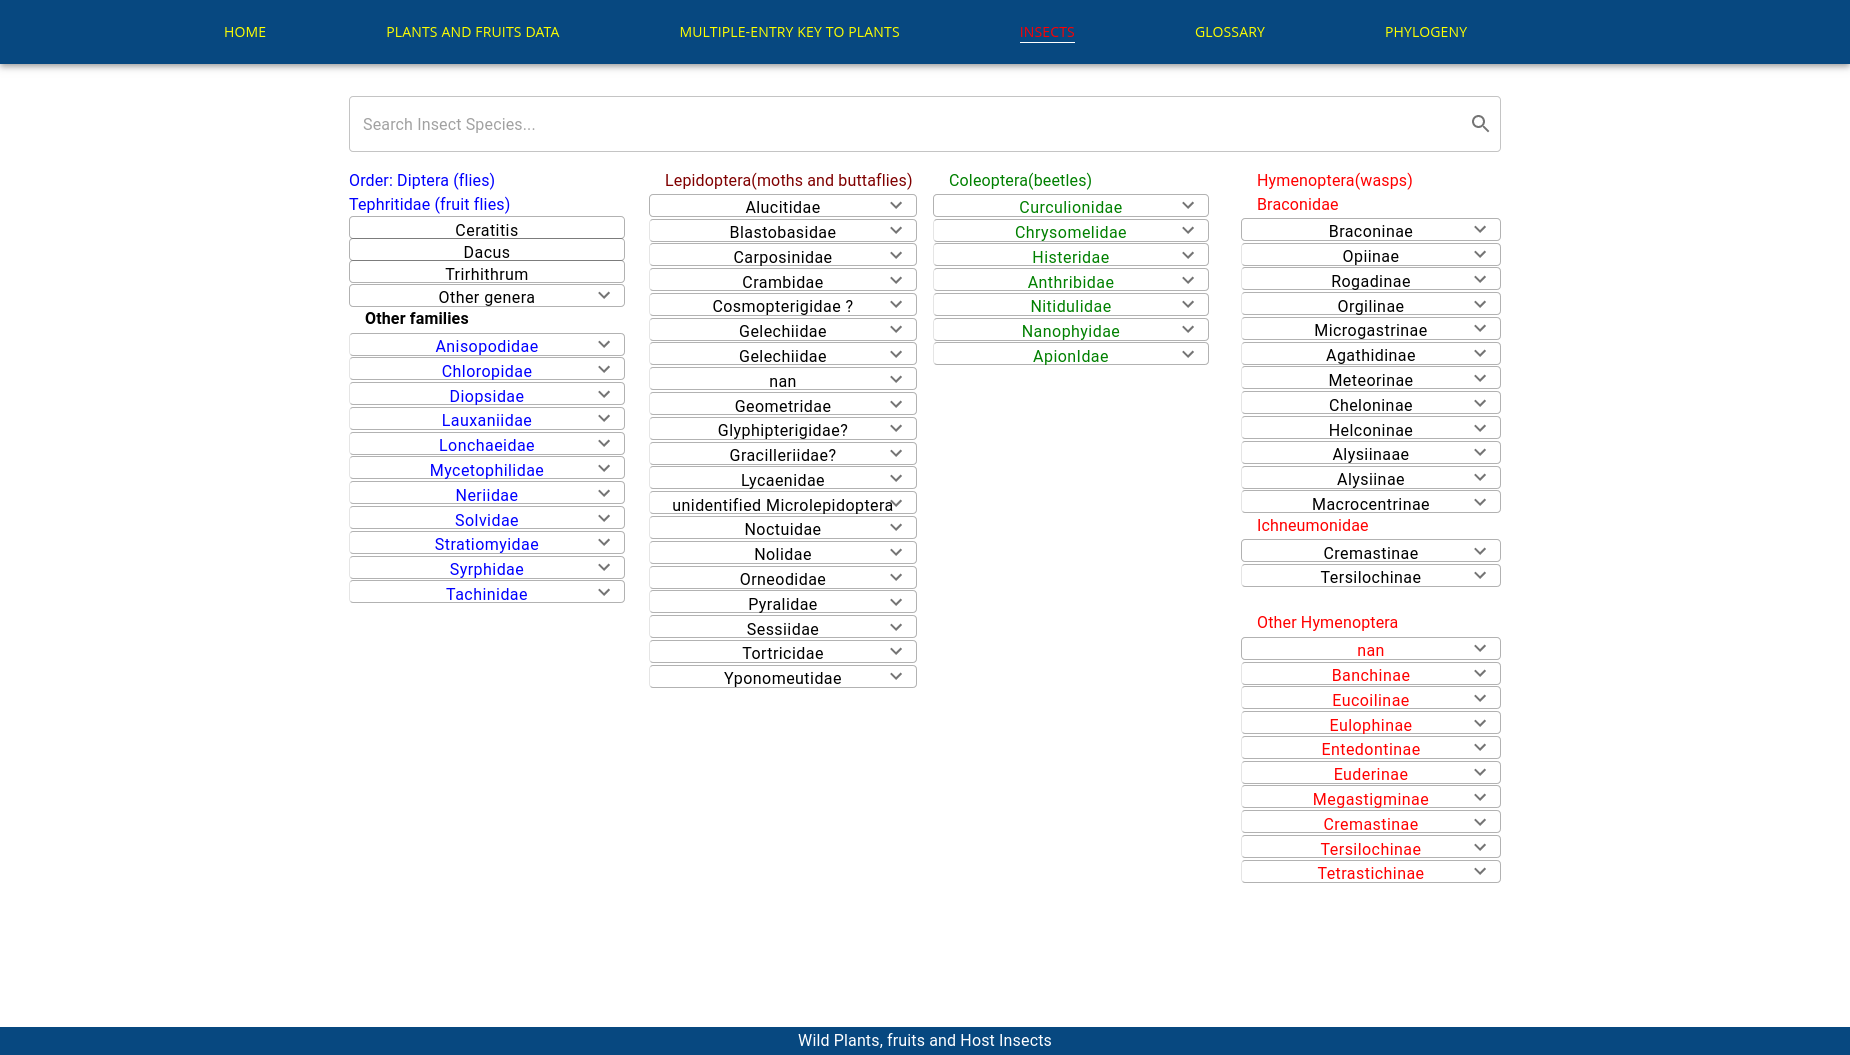 HOME PLANTS AND FRUITS DATA MULTIPLE-ENTRY KEY TO PLANTS INSECTS GLOSSARY PHYLOGENY
Search Insect Species...
Order: Diptera (flies)
Tephritidae (fruit flies)
Ceratitis
Dacus
Trirhithrum
Other genera
Other families
Anisopodidae
Chloropidae
Diopsidae
Lauxaniidae
Lonchaeidae
Mycetophilidae
Neriidae
Solvidae
Stratiomyidae
Syrphidae
Tachinidae
Lepidoptera(moths and buttaflies)
Alucitidae
Blastobasidae
Carposinidae
Crambidae
Cosmopterigidae ?
Gelechiidae
Gelechiidae
nan
Geometridae
Glyphipterigidae?
Gracilleriidae?
Lycaenidae
unidentified Microlepidoptera
Noctuidae
Nolidae
Orneodidae
Pyralidae
Sessiidae
Tortricidae
Yponomeutidae
Coleoptera(beetles)
Curculionidae
Chrysomelidae
Histeridae
Anthribidae
Nitidulidae
Nanophyidae
ApionIdae
Hymenoptera(wasps)
Braconidae
Braconinae
Opiinae
Rogadinae
Orgilinae
Microgastrinae
Agathidinae
Meteorinae
Cheloninae
Helconinae
Alysiinaae
Alysiinae
Macrocentrinae
Ichneumonidae
Cremastinae
Tersilochinae
Other Hymenoptera
nan
Banchinae
Eucoilinae
Eulophinae
Entedontinae
Euderinae
Megastigminae
Cremastinae
Tersilochinae
Tetrastichinae
Wild Plants, fruits and Host Insects